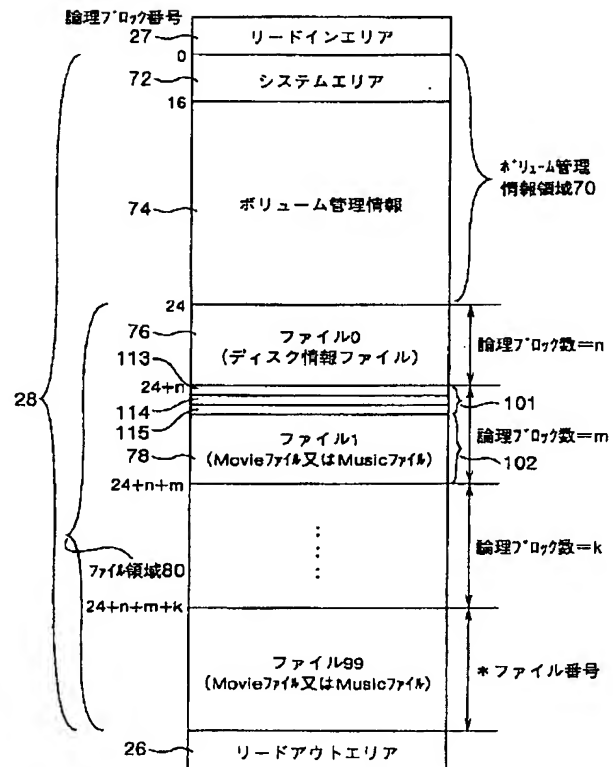 論理ブロック番号
27
リードインエリア
0
72
システムエリア
16
74
ボリューム管理情報
ボリューム管理
情報領域70
24
76
ファイル0
(ディスク情報ファイル)
論理ブロック数=n
113
24+n
114
101
28
115
ファイル1
論理ブロック数=m
78
(Movieファイル又はMusicファイル)
102
24+n+m
論理ブロック数=k
ファイル領域80
24+n+m+k
ファイル99
(Movieファイル又はMusicファイル)
*ファイル番号
26
リードアウトエリア